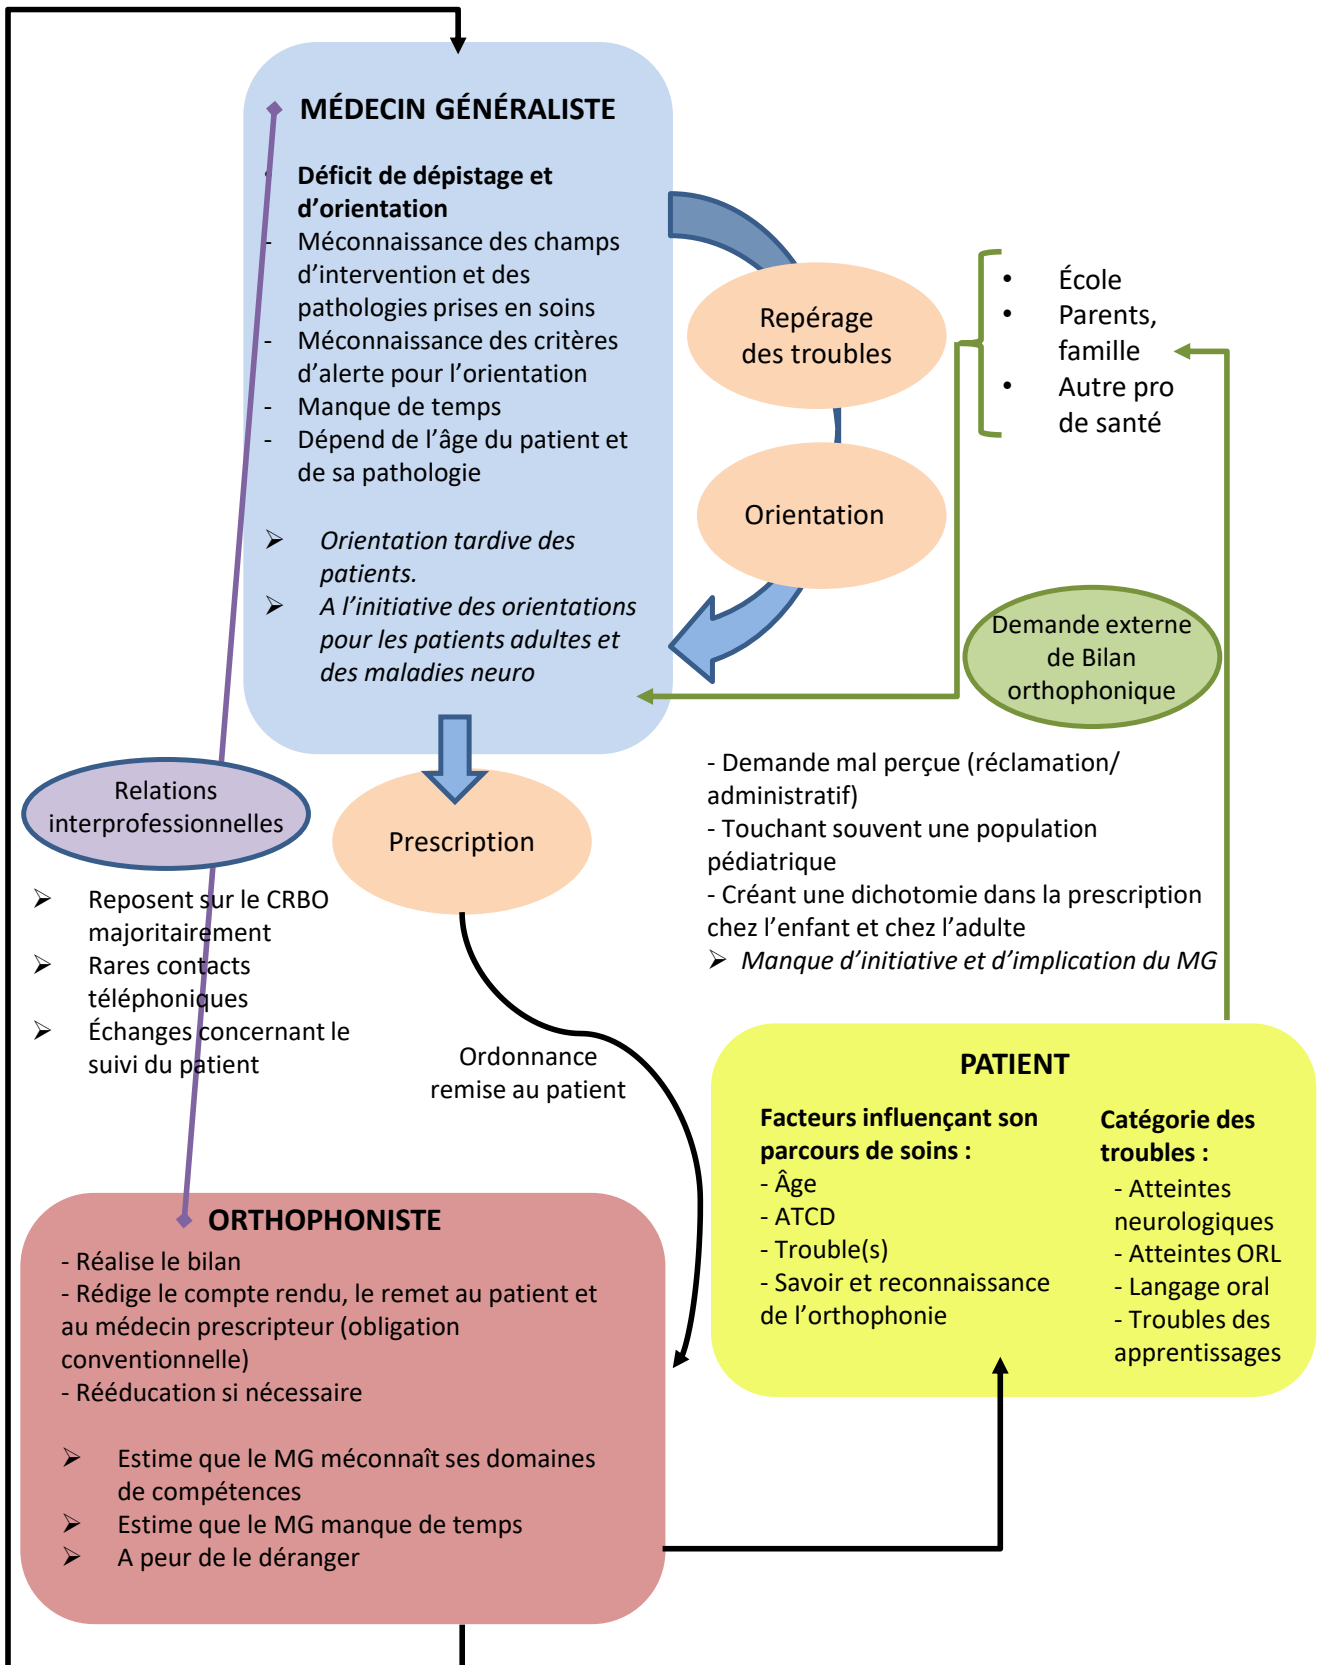 MÉDECIN GÉNÉRALISTE
Déficit de dépistage et
d’orientation
- Méconnaissance des champs
d’intervention et des
pathologies prises en soins
- Méconnaissance des critères
d’alerte pour l’orientation
- Manque de temps
- Dépend de l’âge du patient et
de sa pathologie
➢ Orientation tardive des
patients.
➢ A l’initiative des orientations
pour les patients adultes et
des maladies neuro
Repérage
des troubles
Orientation
• École
• Parents,
famille
• Autre pro
de santé
Demande externe
de Bilan
orthophonique
- Demande mal perçue (réclamation/
administratif)
- Touchant souvent une population
pédiatrique
- Créant une dichotomie dans la prescription
chez l’enfant et chez l’adulte
➢ Manque d’initiative et d’implication du MG
Relations
interprofessionnelles
➢ Reposent sur le CRBO
majoritairement
➢ Rares contacts
téléphoniques
➢ Échanges concernant le
suivi du patient
Prescription
Ordonnance
remise au patient
PATIENT
Facteurs influençant son
parcours de soins :
- Âge
- ATCD
- Trouble(s)
- Savoir et reconnaissance
de l’orthophonie
Catégorie des
troubles :
- Atteintes
neurologiques
- Atteintes ORL
- Langage oral
- Troubles des
apprentissages
ORTHOPHONISTE
- Réalise le bilan
- Rédige le compte rendu, le remet au patient et
au médecin prescripteur (obligation
conventionnelle)
- Rééducation si nécessaire
➢ Estime que le MG méconnaît ses domaines
de compétences
➢ Estime que le MG manque de temps
➢ A peur de le déranger